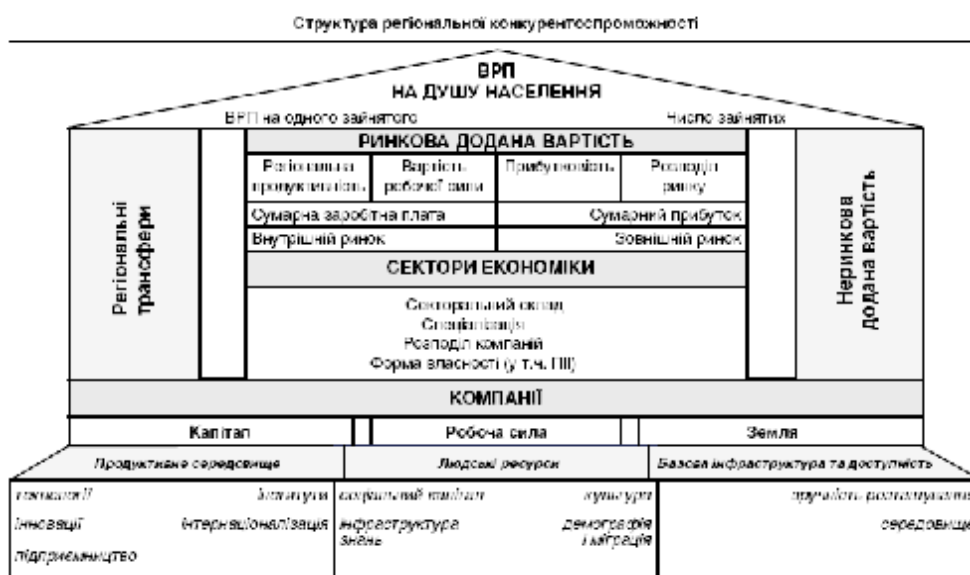 Структура регіональної конкурентоспроможності
ВРП
НА ДУШУ НАСЕЛЕННЯ
ВРП на одного зайнятого
Число зайнятих
РИНКОВА ДОДАНА ВАРТІСТЬ
Регіональна продуктивність
Вартість робочої сили
Прибутковість
Розподіл ринку
Сумарна заробітна плата
Сумарний прибуток
Внутрішній ринок
Зовнішній ринок
Регіональні трансфери
Неринкова додана вартість
СЕКТОРИ ЕКОНОМІКИ
Секторальний склад
Спеціалізація
Розподіл компаній
Форма власності (у т.ч. ПІІ)
КОМПАНІЇ
Капітал
Робоча сила
Земля
Продуктивне середовище
Людські ресурси
Базова інфраструктура та доступність
технології
інститути
соціальний капітал
культура
зручність розташування
інновації
інтернаціоналізація
інфраструктура знань
демографія і міграція
середовище
підприємництво